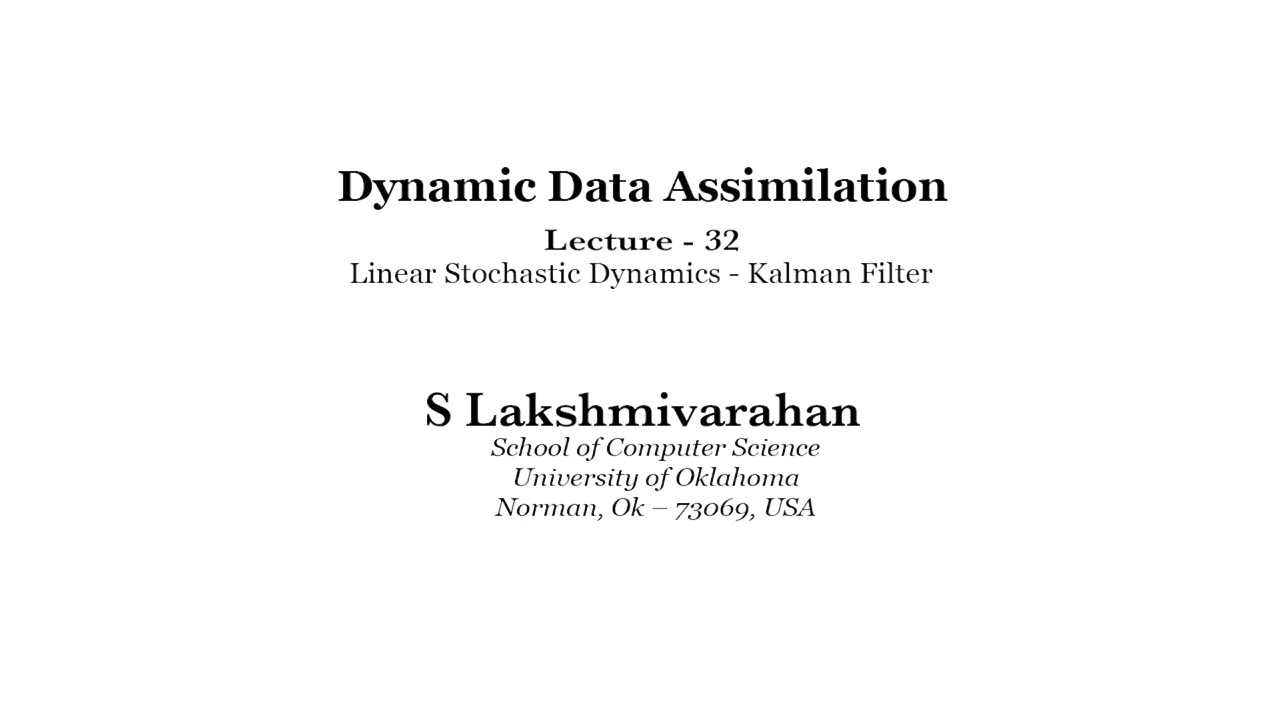 Dynamic Data Assimilation
Lecture - 32
Linear Stochastic Dynamics - Kalman Filter
S Lakshmivarahan
School of Computer Science
University of Oklahoma
Norman, Ok – 73069, USA